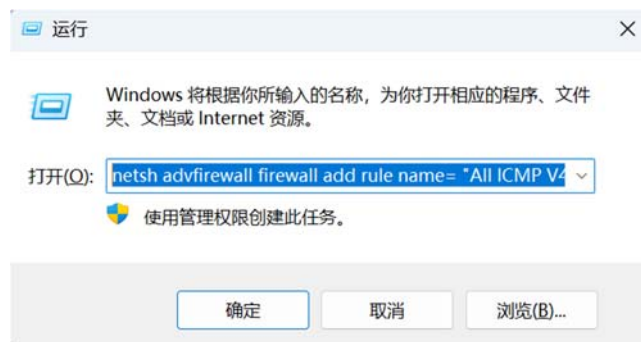 运行
Windows 将根据你所输入的名称，为你打开相应的程序、文件
夹、文档或 Internet 资源。
打开(O): netsh advfirewall firewall add rule name= "All ICMP V4
使用管理权限创建此任务。
确定 取消 浏览(B)...